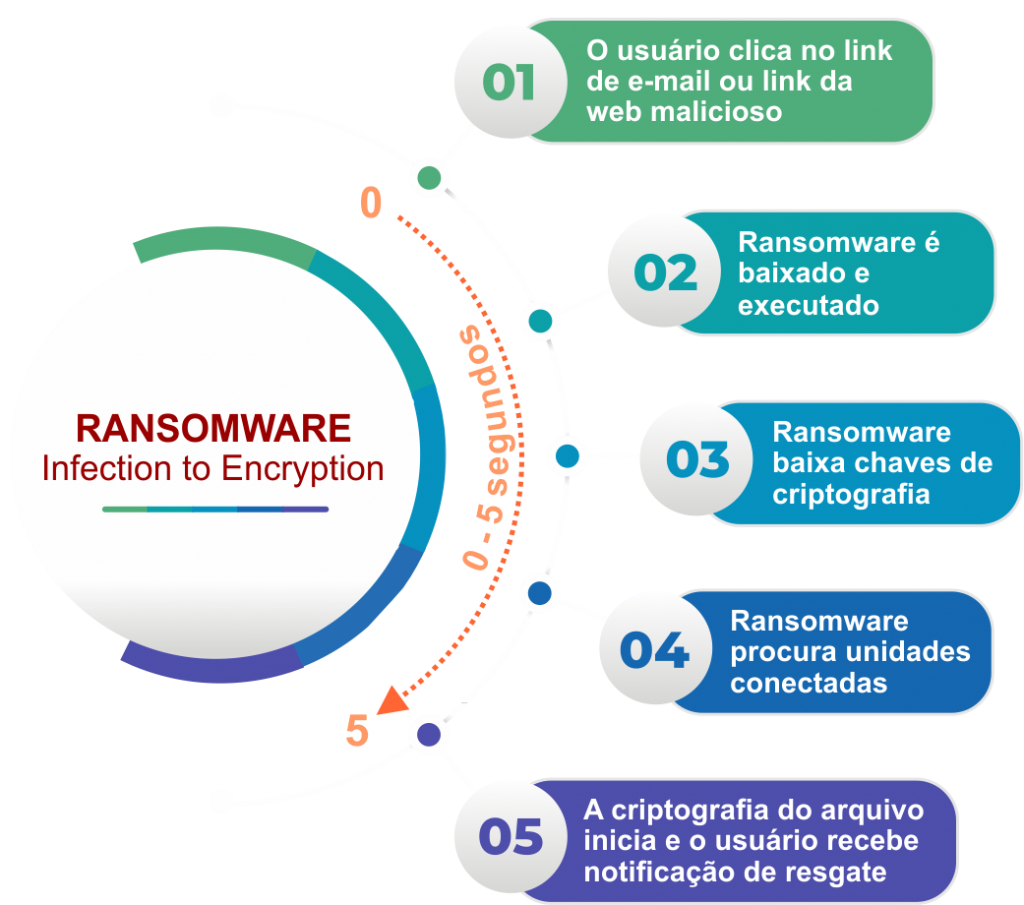 01
O usuário clica no link
de e-mail ou link da
web malicioso
0
02
Ransomware é
baixado e
executado
0 - 5 segundos
RANSOMWARE
Infection to Encryption
03
Ransomware
baixa chaves de
criptografia
04
Ransomware
procura unidades
conectadas
5
05
A criptografia do arquivo
inicia e o usuário recebe
notificação de resgate